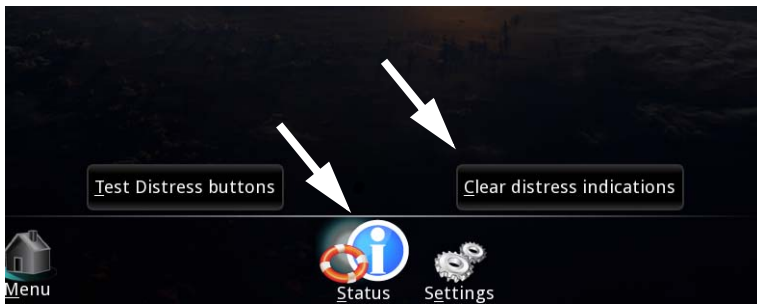 Test Distress buttons
Clear distress indications
Menu
Status
Settings